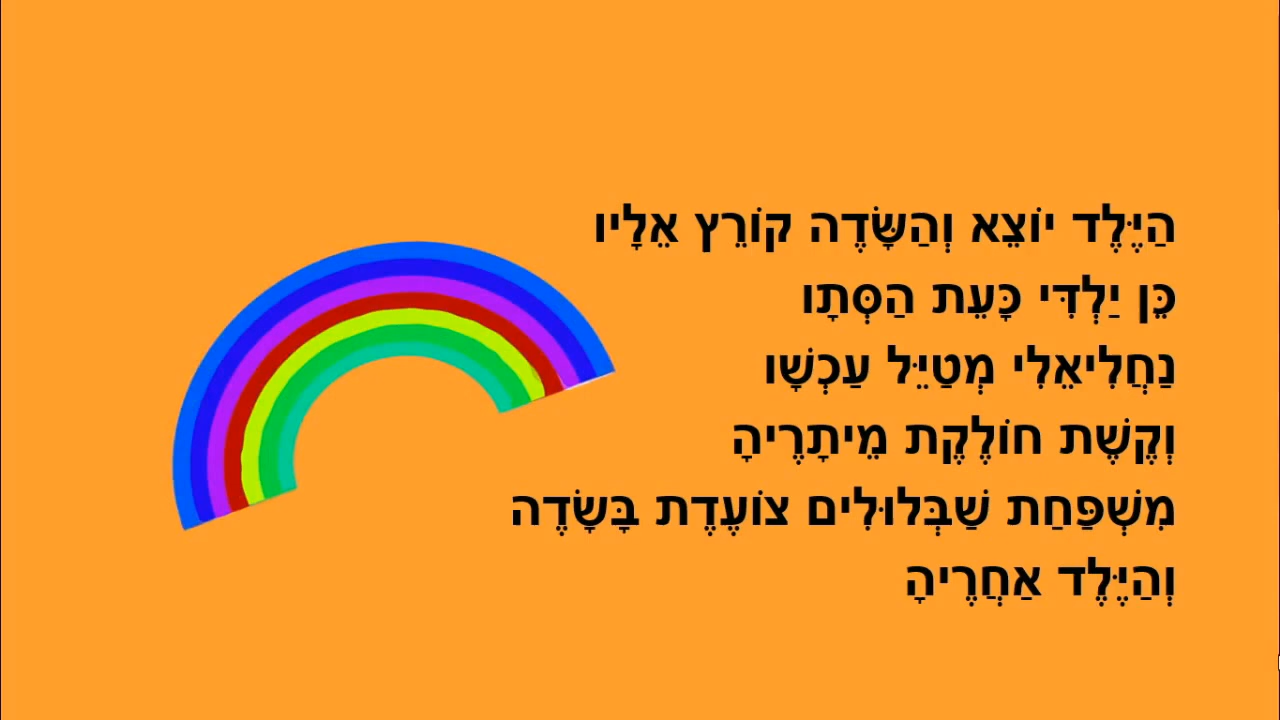 הַיֶּלֶד יוֹצֵא וְהַשָּׂדֶה קוֹרֵץ אֵלָיו
כֵּן יַלְדִּי כָּעֵת הַסְּתָו
נַחֲלִיאֵלִי מְטַיֵּל עַכְשָׁו
וְקֶשֶׁת חוֹלֶקֶת מֵיתָרֶיהָ
מִשְׁפַּחַת שַׁבְּלוּלִים צוֹעֶדֶת בַּשָּׂדֶה
וְהַיֶּלֶד אַחֲרֶיהָ